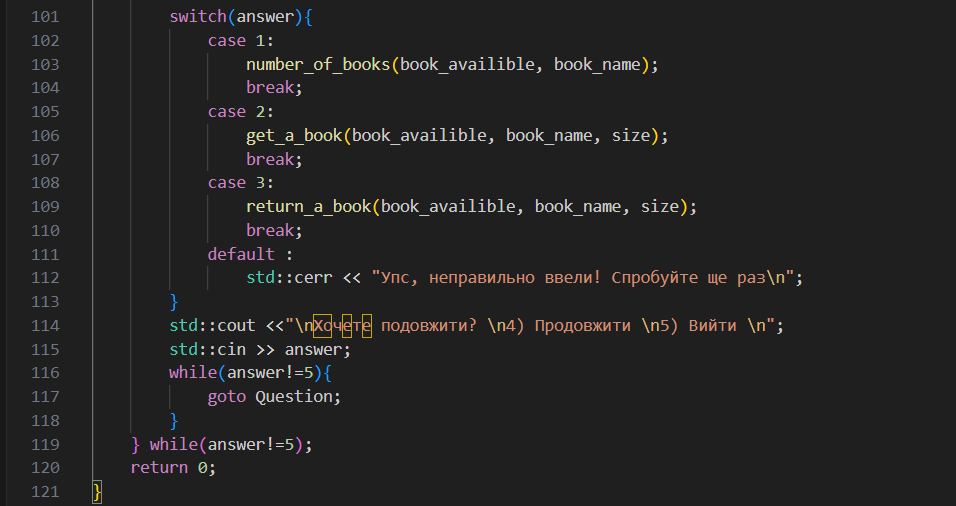 101 switch(answer){
102 case 1:
103 number_of_books(book_availible, book_name);
104 break;
105 case 2:
106 get_a_book(book_availible, book_name, size);
107 break;
108 case 3:
109 return_a_book(book_availible, book_name, size);
110 break;
111 default :
112 std::cerr << "Упс, неправильно ввели! Спробуйте ще раз\n";
113 }
114 std::cout <<"\nХочете подовжити? \n4) Продовжити \n5) Вийти \n";
115 std::cin >> answer;
116 while(answer!=5){
117 goto Question;
118 }
119 } while(answer!=5);
120 return 0;
121 }